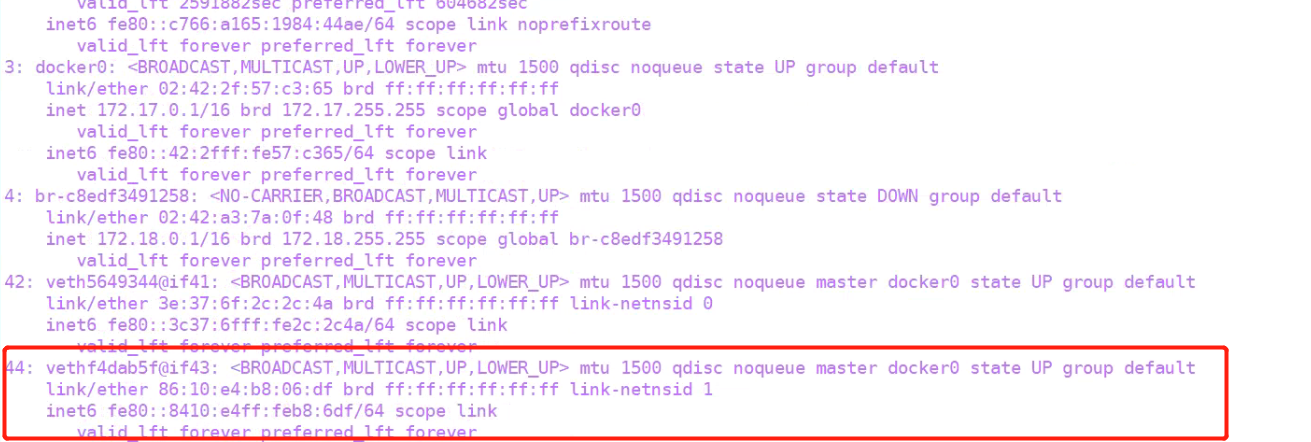 valid_lft 2591882sec preferred_lft 604682sec
inet6 fe80::c766:a165:1984:44ae/64 scope link noprefixroute
valid_lft forever preferred_lft forever
3: docker0: <BROADCAST,MULTICAST,UP,LOWER_UP> mtu 1500 qdisc noqueue state UP group default
link/ether 02:42:2f:57:c3:65 brd ff:ff:ff:ff:ff:ff
inet 172.17.0.1/16 brd 172.17.255.255 scope global docker0
valid_lft forever preferred_lft forever
inet6 fe80::42:2fff:fe57:c365/64 scope link
valid_lft forever preferred_lft forever
4: br-c8edf3491258: <NO-CARRIER,BROADCAST,MULTICAST,UP> mtu 1500 qdisc noqueue state DOWN group default
link/ether 02:42:a3:7a:0f:48 brd ff:ff:ff:ff:ff:ff
inet 172.18.0.1/16 brd 172.18.255.255 scope global br-c8edf3491258
valid_lft forever preferred_lft forever
42: veth5649344@if41: <BROADCAST,MULTICAST,UP,LOWER_UP> mtu 1500 qdisc noqueue master docker0 state UP group default
link/ether 3e:37:6f:2c:2c:4a brd ff:ff:ff:ff:ff:ff link-netnsid 0
inet6 fe80::3c37:6fff:fe2c:2c4a/64 scope link
valid_lft forever preferred_lft forever
44: vethf4dab5f@if43: <BROADCAST,MULTICAST,UP,LOWER_UP> mtu 1500 qdisc noqueue master docker0 state UP group default
link/ether 86:10:e4:b8:06:df brd ff:ff:ff:ff:ff:ff link-netnsid 1
inet6 fe80::8410:e4ff:feb8:6df/64 scope link
valid_lft forever preferred_lft forever